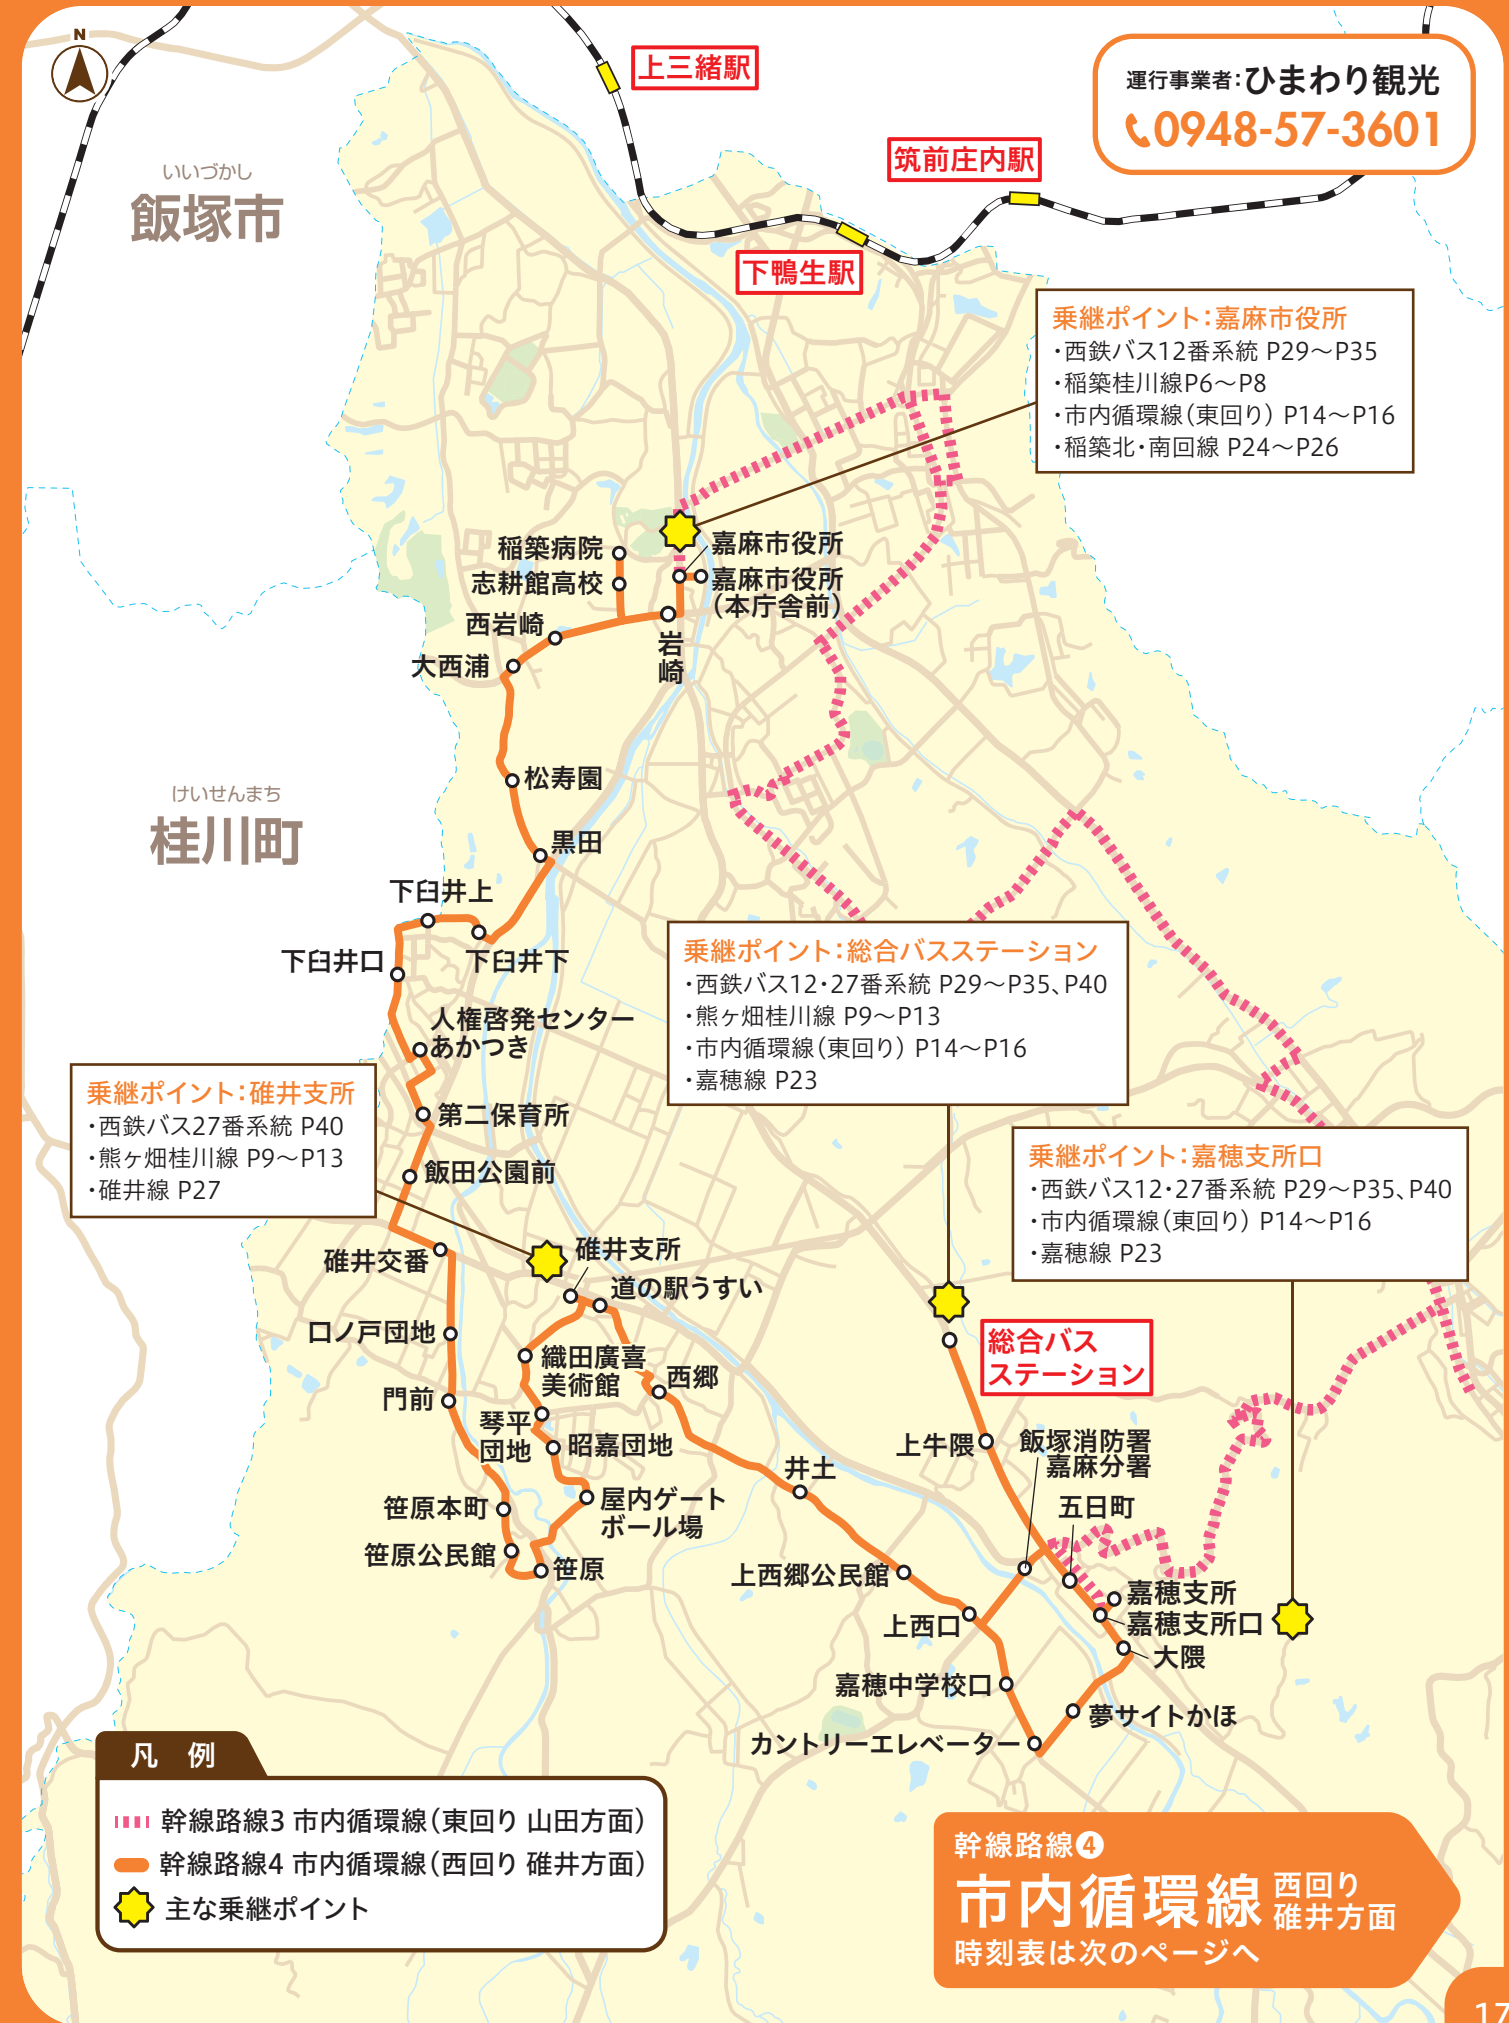 N
上三緒駅
運行事業者：ひまわり観光
0948-57-3601
筑前庄内駅
いいづかし
飯塚市
下鴨生駅
乗継ポイント：嘉麻市役所
・西鉄バス12番系統 P29～P35
・稲築桂川線P6～P8
・市内循環線（東回り） P14～P16
・稲築北・南回線 P24～P26
稲築病院
嘉麻市役所
志耕館高校
嘉麻市役所
（本庁舎前）
西岩崎
岩崎
大西浦
松寿園
けいせんまち
桂川町
黒田
下臼井上
下臼井口
下臼井下
乗継ポイント：総合バスステーション
・西鉄バス12・27番系統 P29～P35、P40
・熊ヶ畑桂川線 P9～P13
・市内循環線（東回り） P14～P16
・嘉穂線 P23
人権啓発センター
あかつき
乗継ポイント：碓井支所
・西鉄バス27番系統 P40
・熊ヶ畑桂川線 P9～P13
・碓井線 P27
第二保育所
飯田公園前
乗継ポイント：嘉穂支所口
・西鉄バス12・27番系統 P29～P35、P40
・市内循環線（東回り） P14～P16
・嘉穂線 P23
碓井交番
碓井支所
道の駅うすい
口ノ戸団地
総合バス
ステーション
織田廣喜
美術館
西郷
門前
琴平
団地
昭嘉団地
上牛隈
飯塚消防署
嘉麻分署
井土
笹原本町
屋内ゲート
ボール場
五日町
笹原公民館
笹原
上西郷公民館
嘉穂支所
嘉穂支所口
上西口
大隈
嘉穂中学校口
夢サイトかほ
カントリーエレベーター
凡 例
幹線路線3 市内循環線（東回り 山田方面）
幹線路線4 市内循環線（西回り 碓井方面）
主な乗継ポイント
幹線路線❹
市内循環線 西回り
碓井方面
時刻表は次のページへ
17